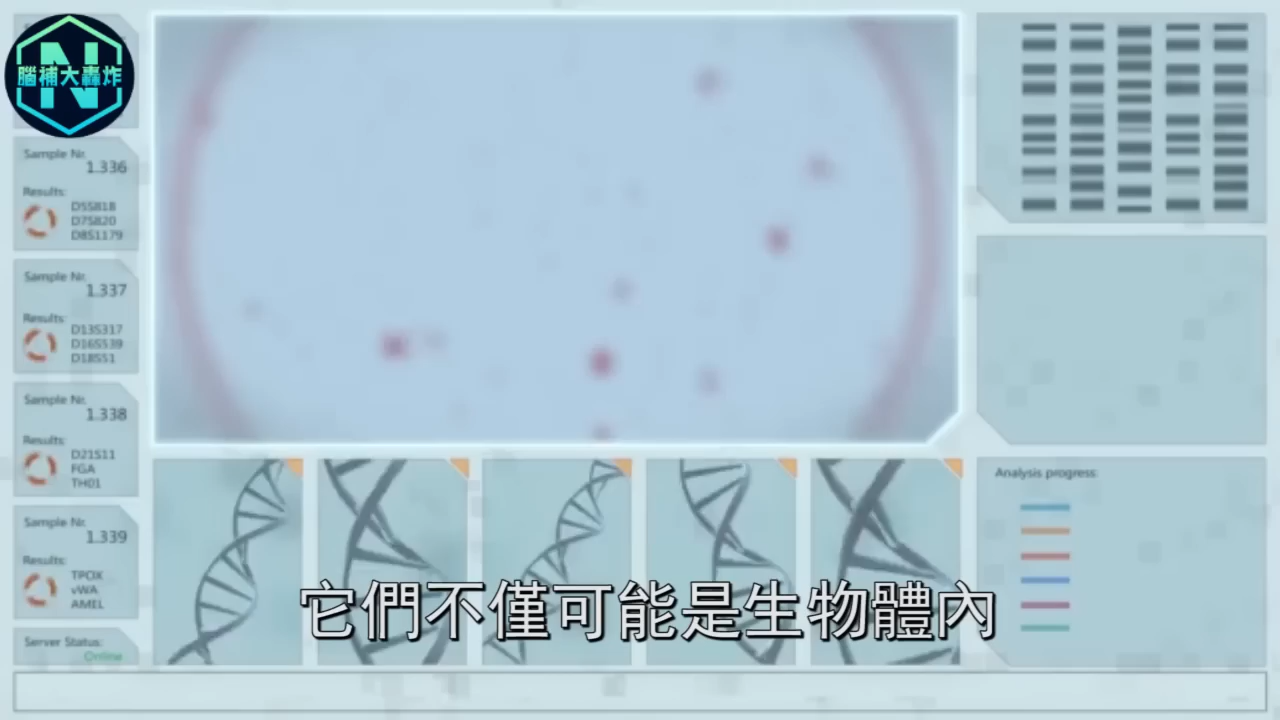 腦補大轟炸
Sample Nr.
1.336
Results:
D5S818
D7S820
D8S1179
Sample Nr.
1.337
Results:
D13S317
D16S539
D18S51
Sample Nr.
1.338
Results:
D21S11
FGA
TH01
Sample Nr.
1.339
Results:
TPOX
vWA
AMEL
Server Status:
Online
Analysis progress:
它們不僅可能是生物體內